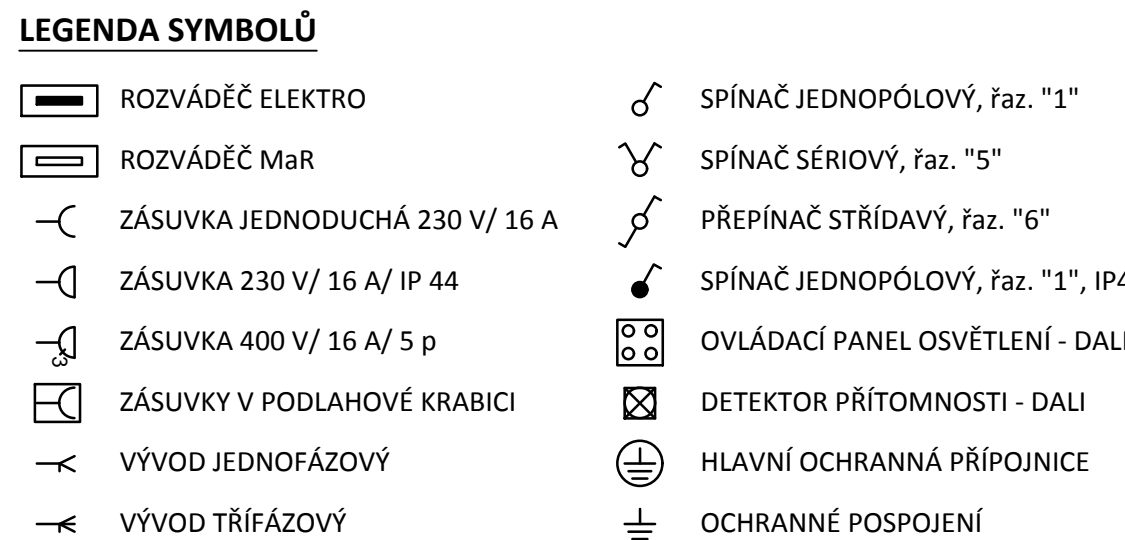 LEGENDA SYMBOLŮ
ROZVÁDĚČ ELEKTRO
ROZVÁDĚČ MaR
ZÁSUVKA JEDNODUCHÁ 230 V/ 16 A
ZÁSUVKA 230 V/ 16 A/ IP 44
ZÁSUVKA 400 V/ 16 A/ 5 p
3
ZÁSUVKY V PODLAHOVÉ KRABICI
VÝVOD JEDNOFÁZOVÝ
VÝVOD TŘÍFÁZOVÝ
SPÍNAČ JEDNOPÓLOVÝ, řaz. "1"
SPÍNAČ SÉRIOVÝ, řaz. "5"
PŘEPÍNAČ STŘÍDAVÝ, řaz. "6"
SPÍNAČ JEDNOPÓLOVÝ, řaz. "1", IP4
OVLÁDACÍ PANEL OSVĚTLENÍ - DALI
DETEKTOR PŘÍTOMNOSTI - DALI
HLAVNÍ OCHRANNÁ PŘÍPOJNICE
OCHRANNÉ POSPOJENÍ